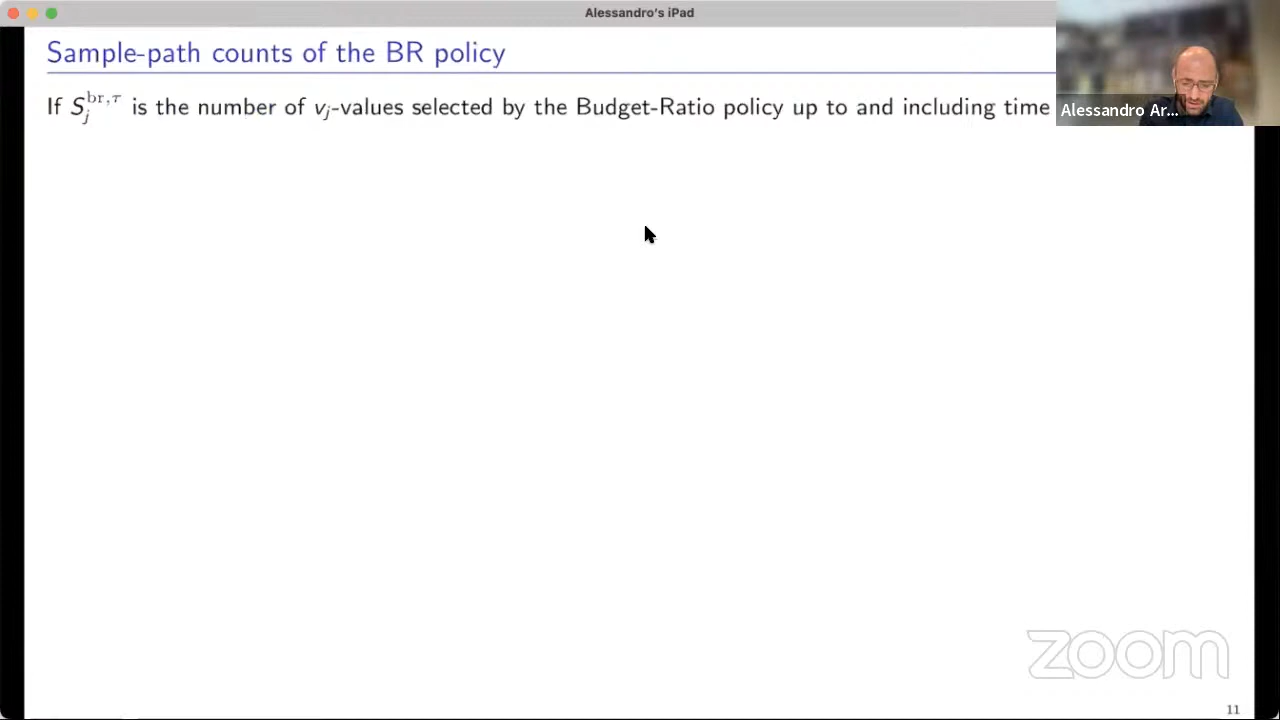 Alessandro's iPad
Sample-path counts of the BR policy
If S_j^{br,τ} is the number of v_j-values selected by the Budget-Ratio policy up to and including time
Alessandro Ar...
zoom
11